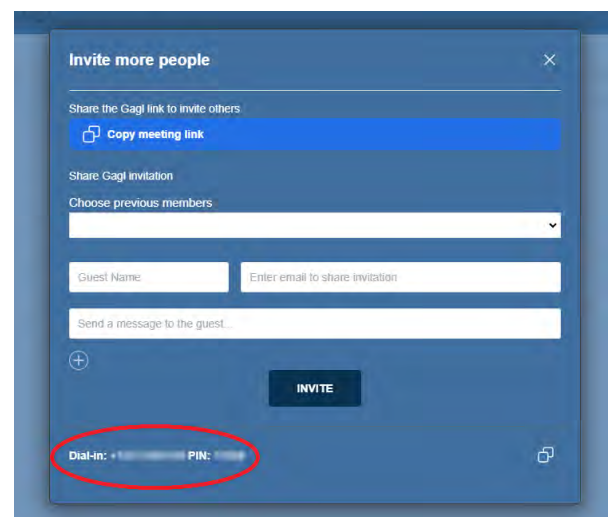 Invite more people
Share the Gagl link to invite others
Copy meeting link
Share Gagl invitation
Choose previous members
Guest Name
Enter email to share invitation
Send a message to the guest...
INVITE
Dial-in: + PIN: